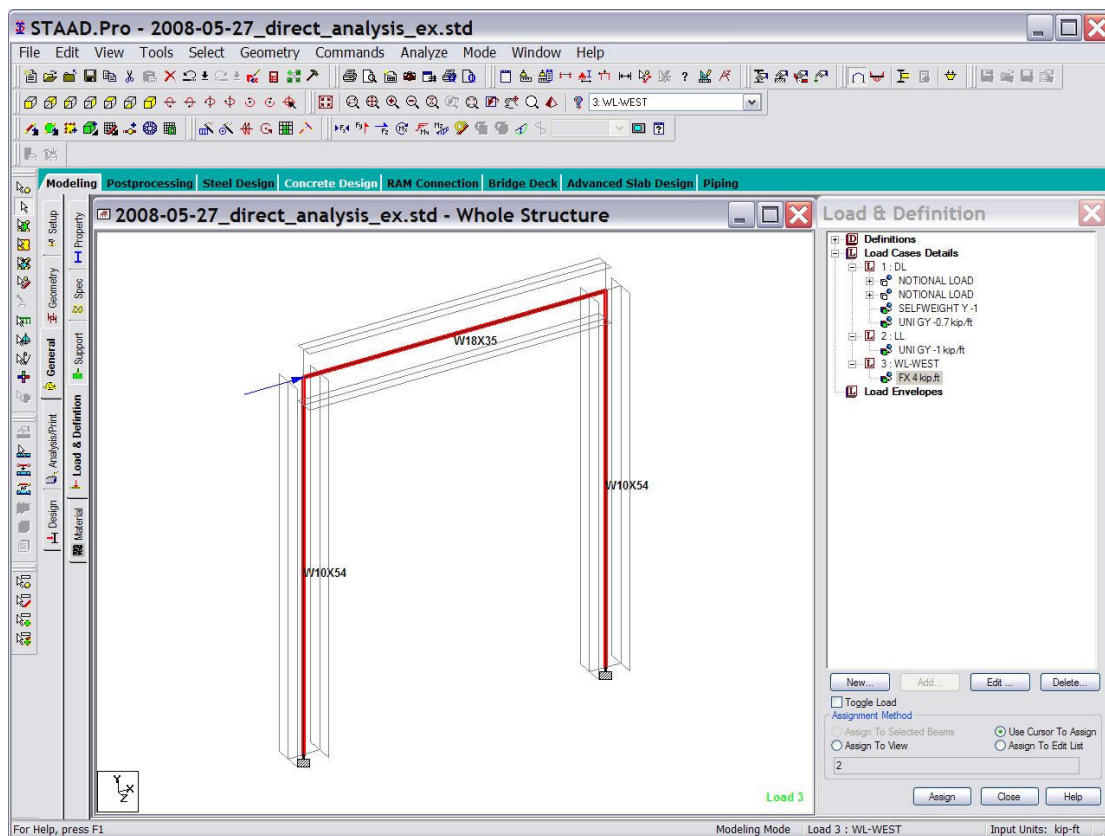 STAAD.Pro - 2008-05-27_direct_analysis_ex.std
File Edit View Tools Select Geometry Commands Analyze Mode Window Help
3: WL-WEST
Modeling Postprocessing Steel Design Concrete Design RAM Connection Bridge Deck Advanced Slab Design Piping
Setup
Geometry
General
Analysis/Print
Design
Property
Spec
Support
Load & Definition
Material
2008-05-27_direct_analysis_ex.std - Whole Structure
W18X35
W10X54
W10X54
Y
X
Z
Load 3
Load & Definition
Definitions
Load Cases Details
1 : DL
NOTIONAL LOAD
NOTIONAL LOAD
SELFWEIGHT Y -1
UNI GY -0.7 kip/ft
2 : LL
UNI GY -1 kip/ft
3 : WL-WEST
FX 4 kip,ft
Load Envelopes
New... Add... Edit ... Delete...
Toggle Load
Assignment Method
Assign To Selected Beams Use Cursor To Assign
Assign To View Assign To Edit List
2
Assign Close Help
For Help, press F1 Modeling Mode Load 3 : WL-WEST Input Units: kip-ft